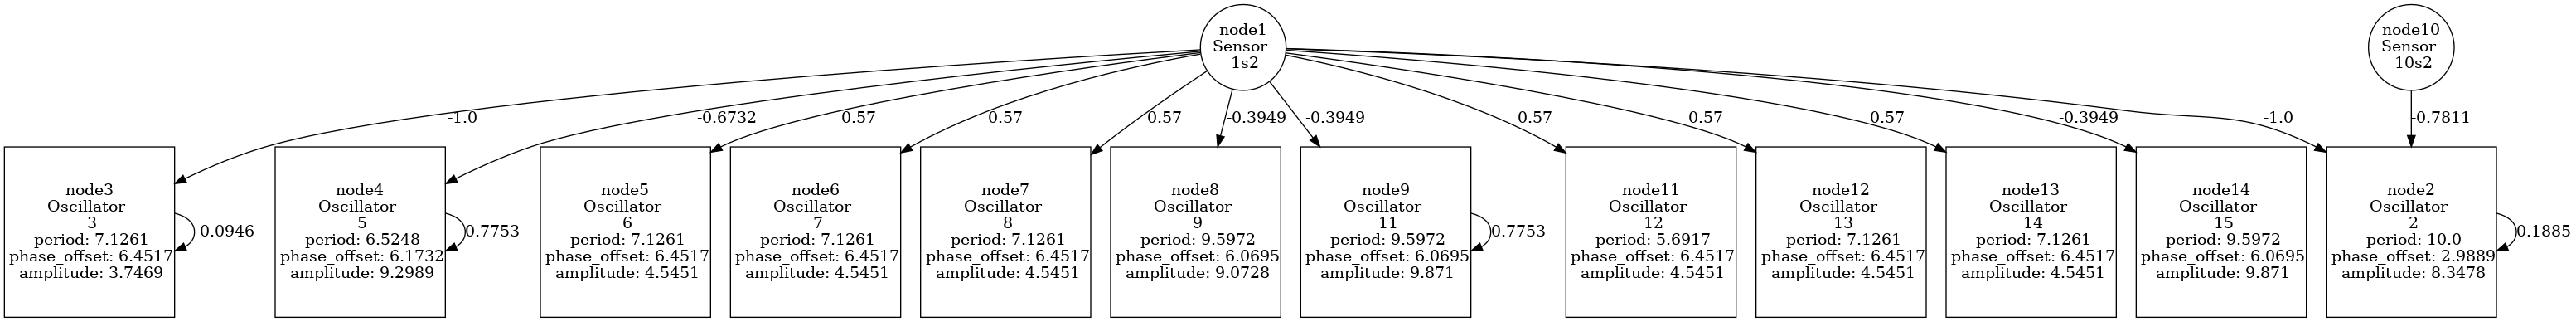 node1
Sensor
1s2
node10
Sensor
10s2
-1.0
-0.6732
0.57
0.57
0.57
-0.3949
-0.3949
0.57
0.57
0.57
-0.3949
-1.0
-0.7811
node3
Oscillator
3
period: 7.1261
phase_offset: 6.4517
amplitude: 3.7469
-0.0946
node4
Oscillator
5
period: 6.5248
phase_offset: 6.1732
amplitude: 9.2989
0.7753
node5
Oscillator
6
period: 7.1261
phase_offset: 6.4517
amplitude: 4.5451
node6
Oscillator
7
period: 7.1261
phase_offset: 6.4517
amplitude: 4.5451
node7
Oscillator
8
period: 7.1261
phase_offset: 6.4517
amplitude: 4.5451
node8
Oscillator
9
period: 9.5972
phase_offset: 6.0695
amplitude: 9.0728
node9
Oscillator
11
period: 9.5972
phase_offset: 6.0695
amplitude: 9.871
0.7753
node11
Oscillator
12
period: 5.6917
phase_offset: 6.4517
amplitude: 4.5451
node12
Oscillator
13
period: 7.1261
phase_offset: 6.4517
amplitude: 4.5451
node13
Oscillator
14
period: 7.1261
phase_offset: 6.4517
amplitude: 4.5451
node14
Oscillator
15
period: 9.5972
phase_offset: 6.0695
amplitude: 9.871
node2
Oscillator
2
period: 10.0
phase_offset: 2.9889
amplitude: 8.3478
0.1885